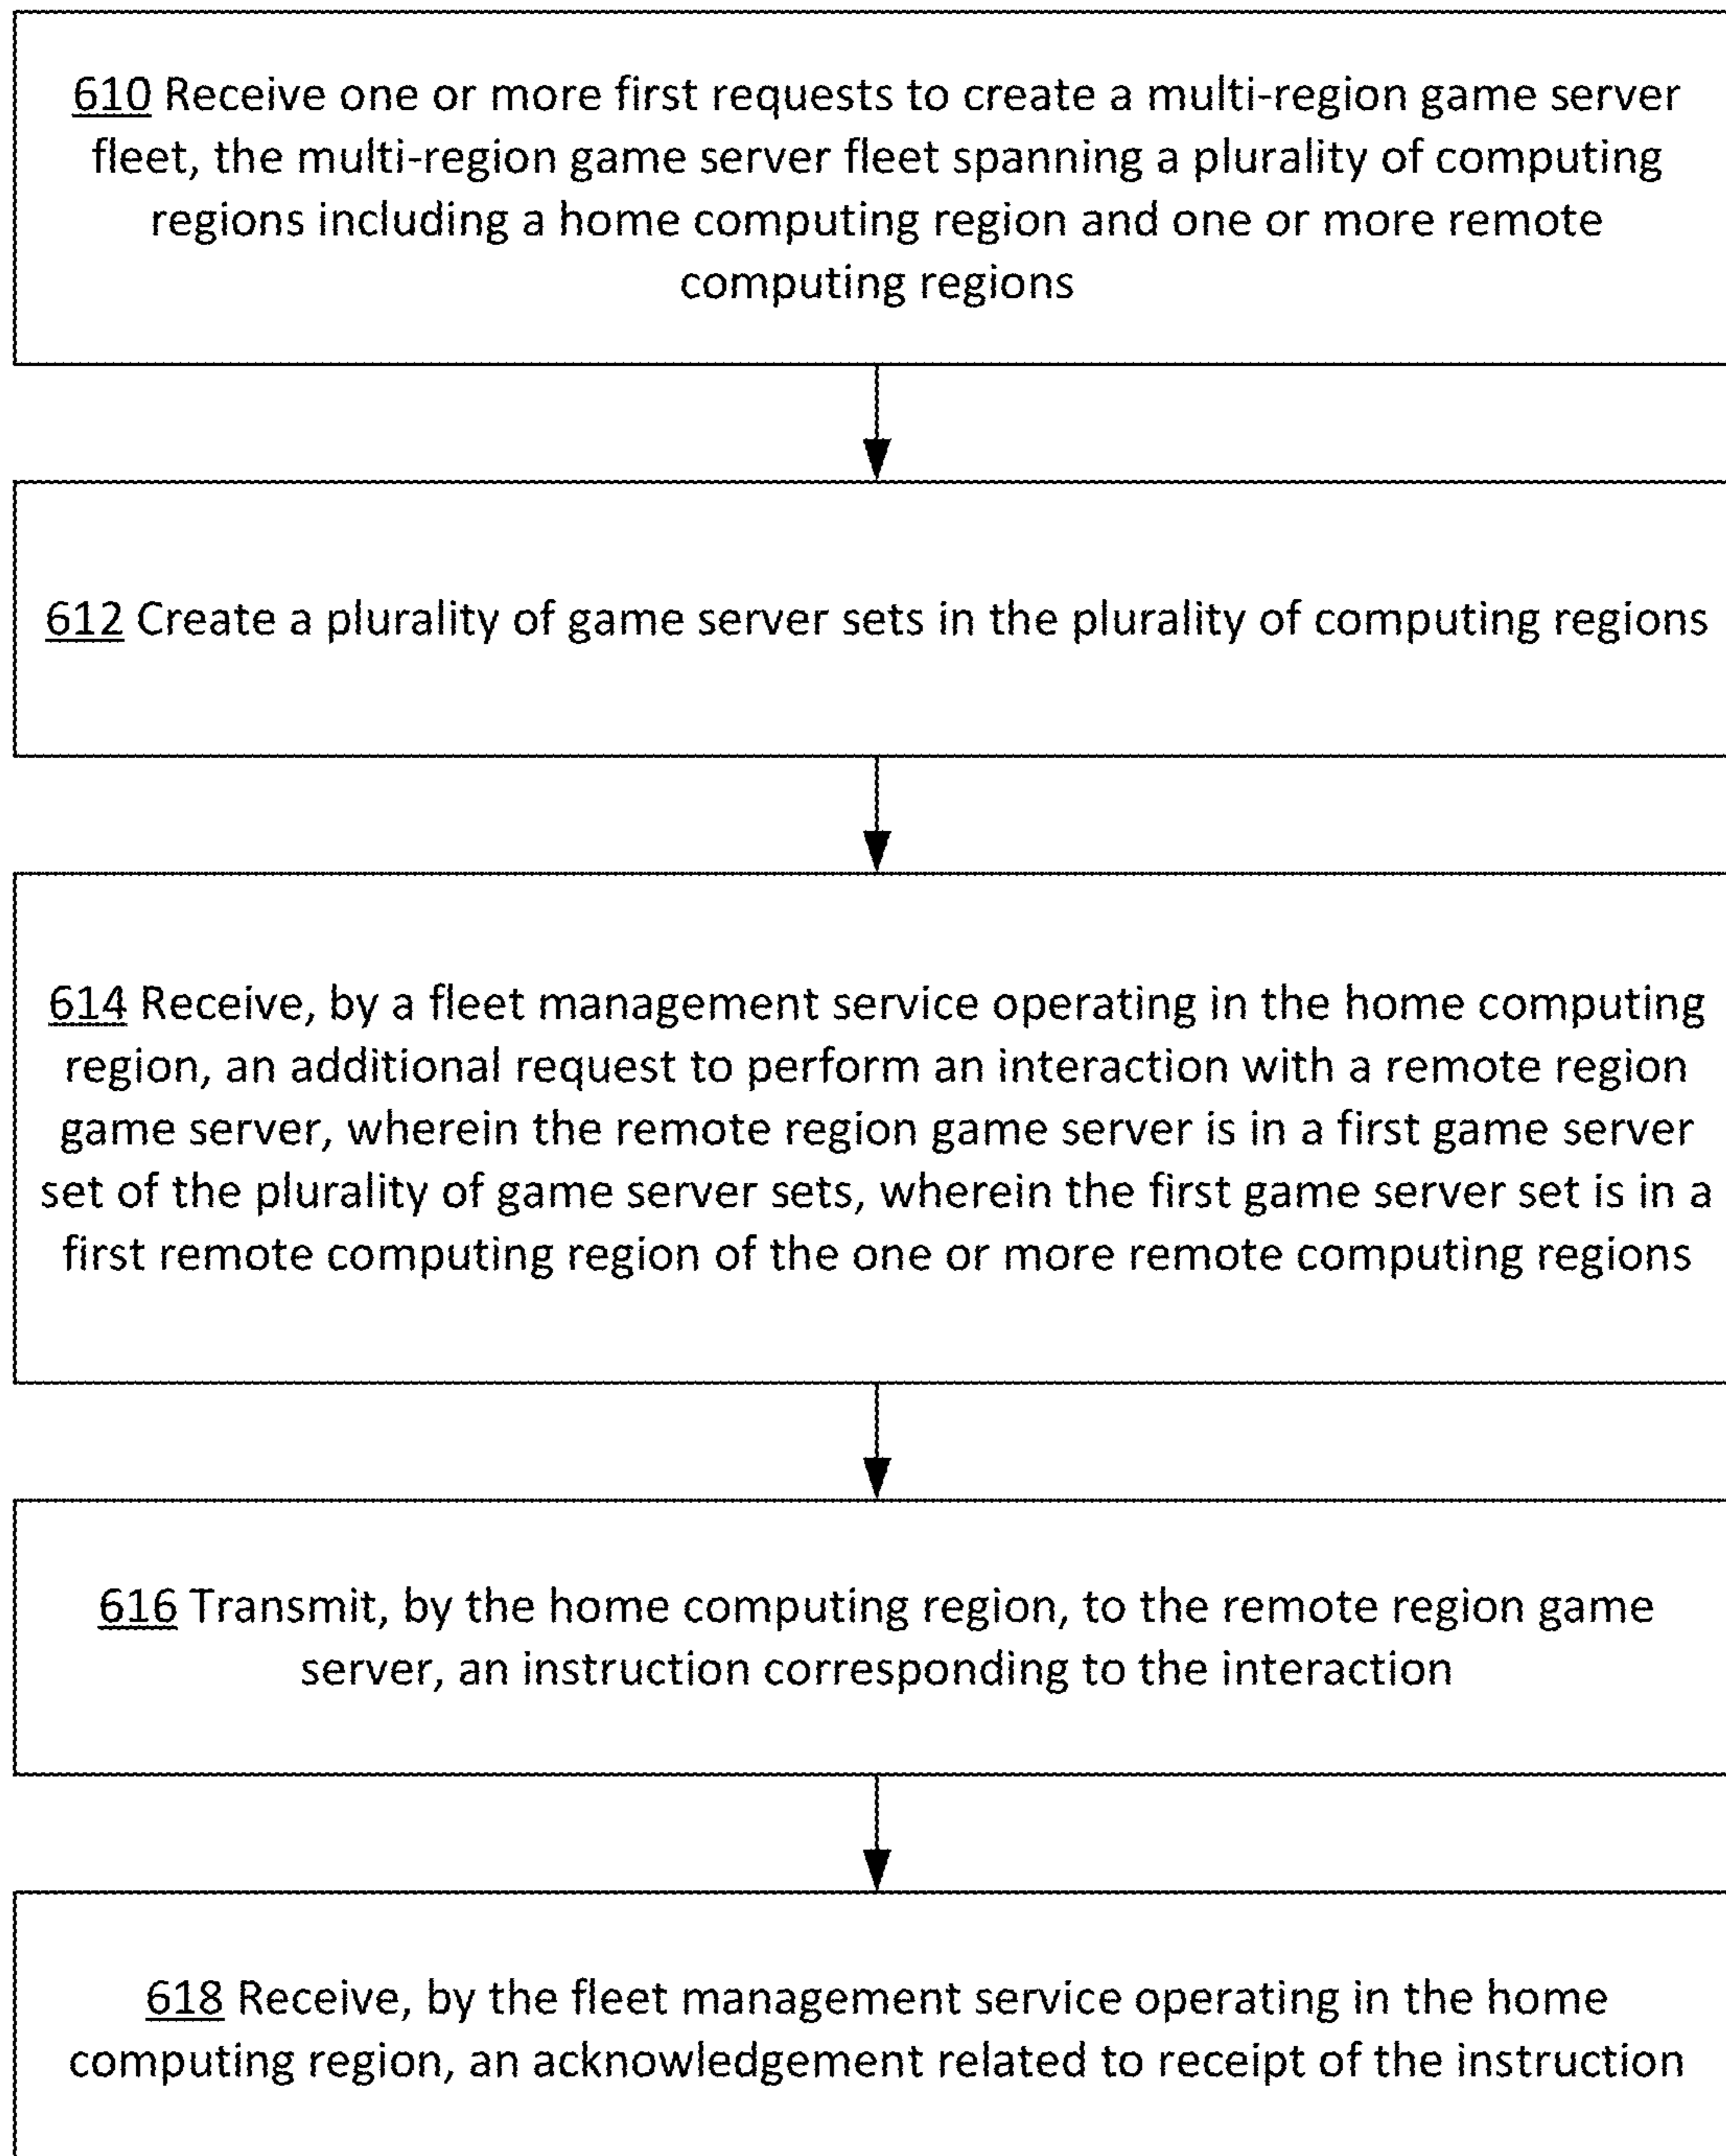 610 Receive one or more first requests to create a multi-region game server
fleet, the multi-region game server fleet spanning a plurality of computing
regions including a home computing region and one or more remote
computing regions
612 Create a plurality of game server sets in the plurality of computing regions
614 Receive, by a fleet management service operating in the home computing
region, an additional request to perform an interaction with a remote region
game server, wherein the remote region game server is in a first game server
set of the plurality of game server sets, wherein the first game server set is in a
first remote computing region of the one or more remote computing regions
616 Transmit, by the home computing region, to the remote region game
server, an instruction corresponding to the interaction
618 Receive, by the fleet management service operating in the home
computing region, an acknowledgement related to receipt of the instruction